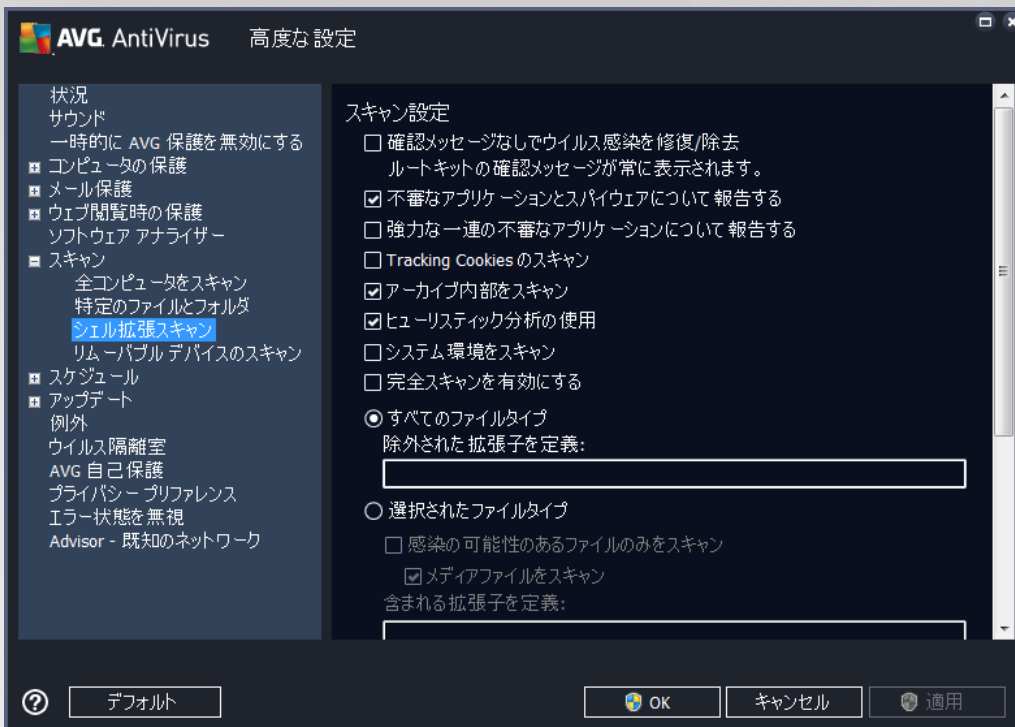 AVG AntiVirus 高度な設定
状況
サウンド
一時的に AVG 保護を無効にする
コンピュータの保護
メール保護
ウェブ閲覧時の保護
ソフトウェア アナライザー
スキャン
全コンピュータをスキャン
特定のファイルとフォルダ
シェル拡張スキャン
リムーバブル デバイスのスキャン
スケジュール
アップデート
例外
ウイルス隔離室
AVG 自己保護
プライバシー プリファレンス
エラー状態を無視
Advisor - 既知のネットワーク
スキャン設定
確認メッセージなしでウイルス感染を修復/除去
ルートキットの確認メッセージが常に表示されます。
不審なアプリケーションとスパイウェアについて報告する
強力な一連の不審なアプリケーションについて報告する
Tracking Cookies のスキャン
アーカイブ内部をスキャン
ヒューリスティック分析の使用
システム環境をスキャン
完全スキャンを有効にする
すべてのファイルタイプ
除外された拡張子を定義:
選択されたファイルタイプ
感染の可能性のあるファイルのみをスキャン
メディアファイルをスキャン
含まれる拡張子を定義:
デフォルト
OK
キャンセル
適用